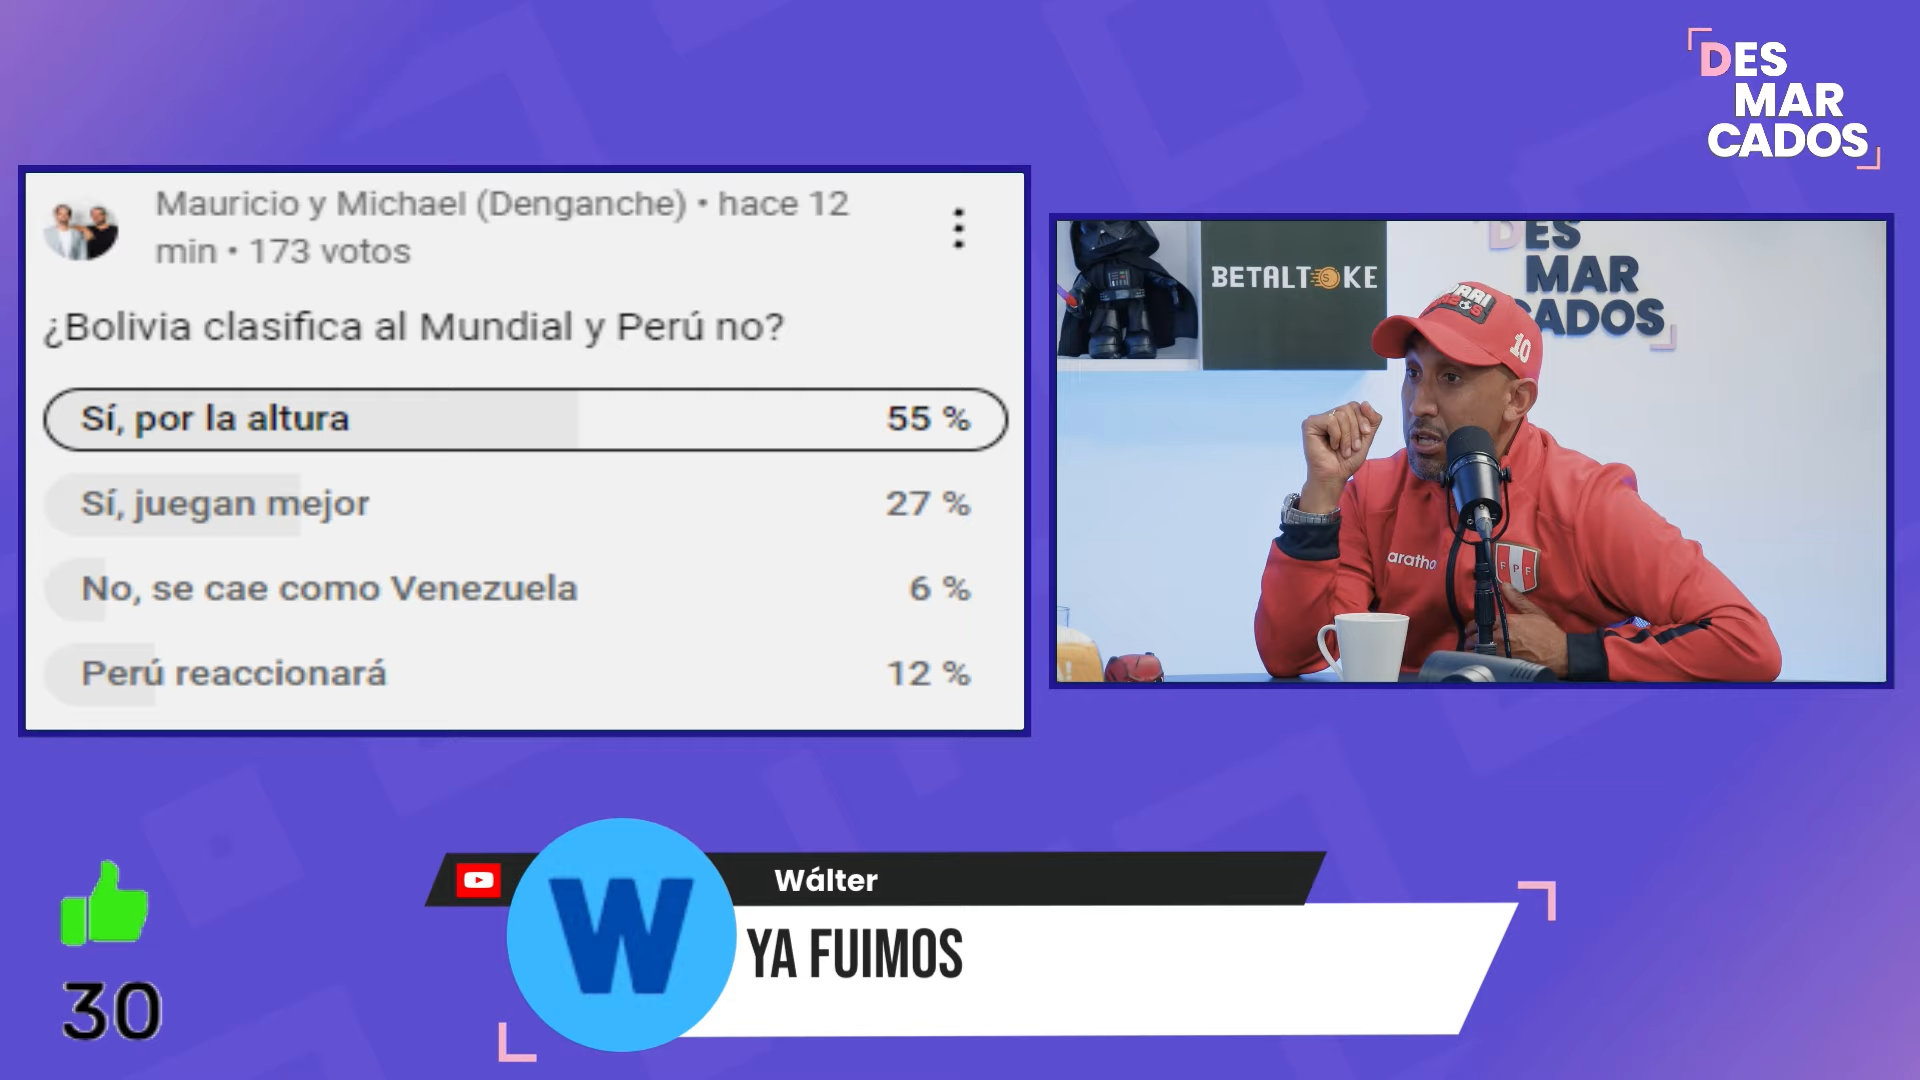 DES
MAR
CADOS
Mauricio y Michael (Denganche) • hace 12
min • 173 votos
¿Bolivia clasifica al Mundial y Perú no?
Sí, por la altura 55 %
Sí, juegan mejor 27 %
No, se cae como Venezuela 6 %
Perú reaccionará 12 %
BETALTOKE
DES
MAR
CADOS
10
aratho
FPF
Wálter
W
YA FUIMOS
30